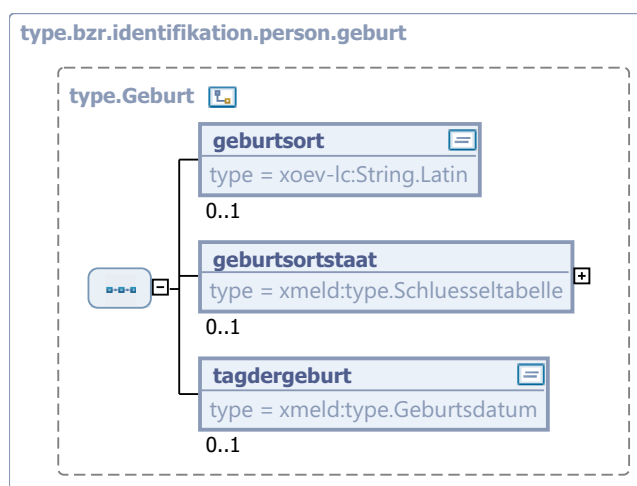 type.bzr.identifikation.person.geburt
type.Geburt
geburtsort
type = xoev-lc:String.Latin
0..1
geburtsortstaat
type = xmeld:type.Schluesseltabelle
0..1
tagdergeburt
type = xmeld:type.Geburtsdatum
0..1